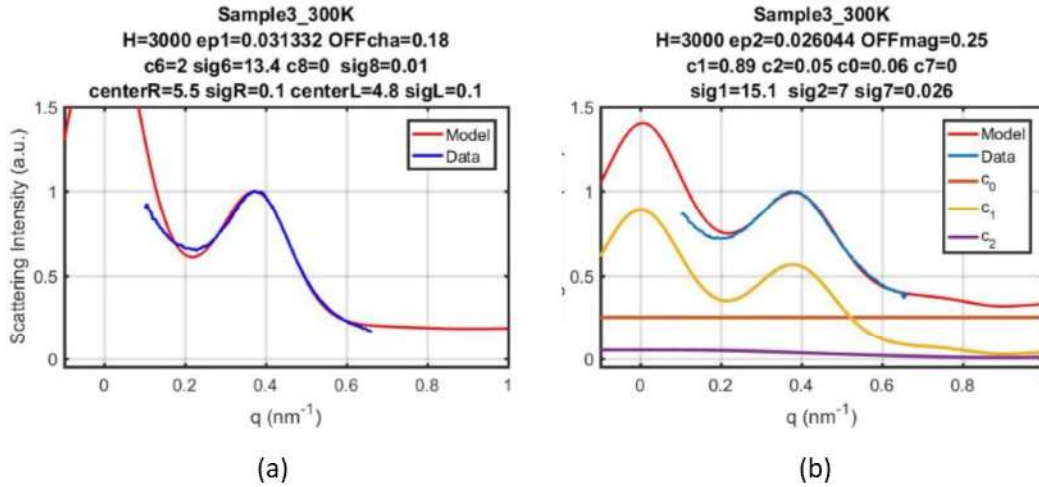 Sample3_300K
H=3000 ep1=0.031332 OFFcha=0.18
c6=2 sig6=13.4 c8=0 sig8=0.01
centerR=5.5 sigR=0.1 centerL=4.8 sigL=0.1
1.5
1
0.5
0
Scattering Intensity (a.u.)
Model
Data
0 0.2 0.4 0.6 0.8 1
q (nm⁻¹)
(a)
Sample3_300K
H=3000 ep2=0.026044 OFFmag=0.25
c1=0.89 c2=0.05 c0=0.06 c7=0
sig1=15.1 sig2=7 sig7=0.026
1.5
1
0.5
0
Model
Data
c₀
c₁
c₂
0 0.2 0.4 0.6 0.8
q (nm⁻¹)
(b)